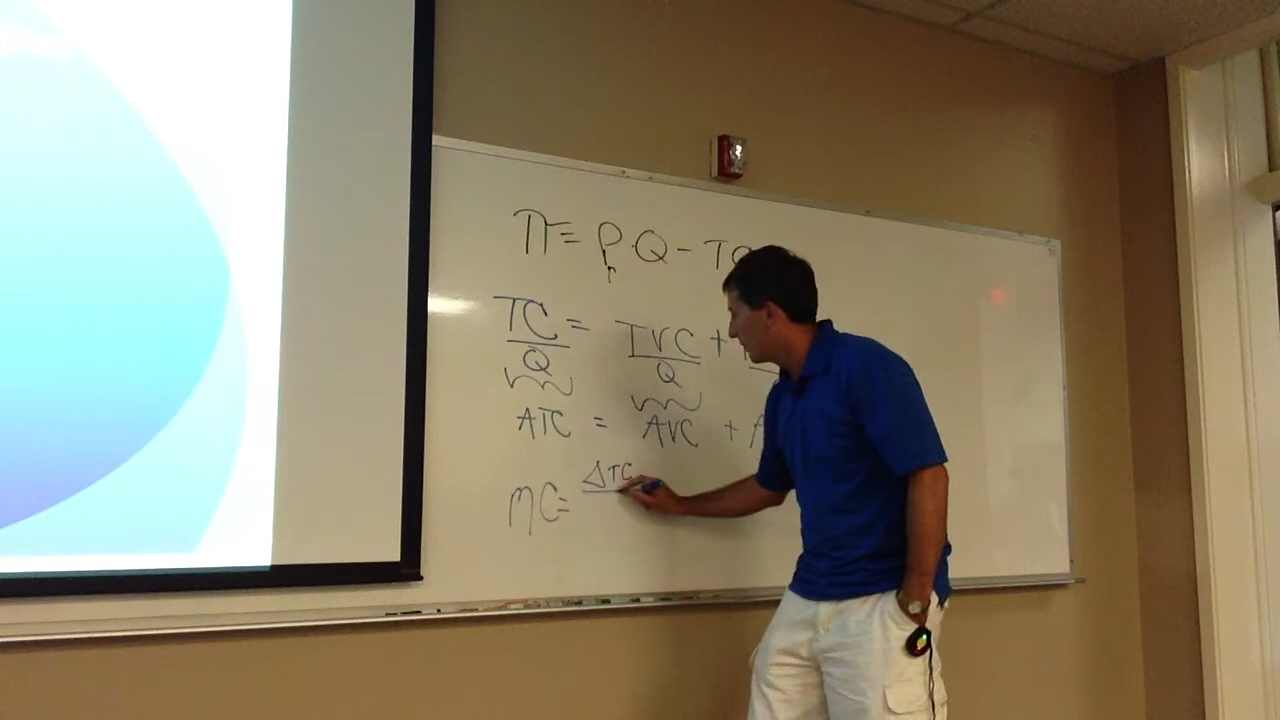 π = P·Q - TC
TC/Q = TVC/Q +
ATC = AVC + A
MC = ΔTC